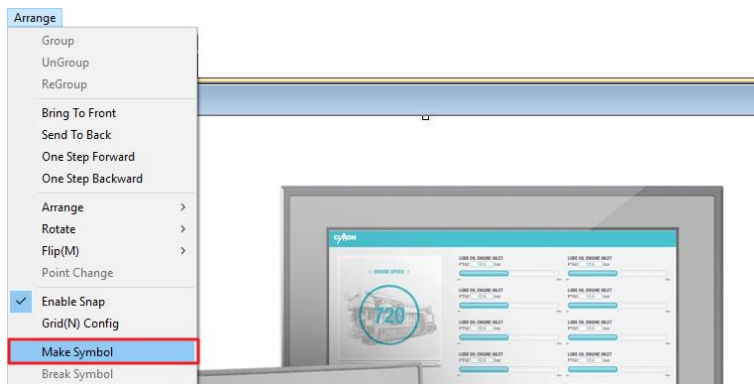 Arrange
Group
UnGroup
ReGroup
Bring To Front
Send To Back
One Step Forward
One Step Backward
Arrange
Rotate
Flip(M)
Point Change
Enable Snap
Grid(N) Config
Make Symbol
Break Symbol
ENGINE SPEED
720
LUBE OIL ENGINE INLET
LUBE OIL ENGINE INLET
LUBE OIL ENGINE INLET
LUBE OIL ENGINE INLET
LUBE OIL ENGINE INLET
LUBE OIL ENGINE INLET
LUBE OIL ENGINE INLET
LUBE OIL ENGINE INLET